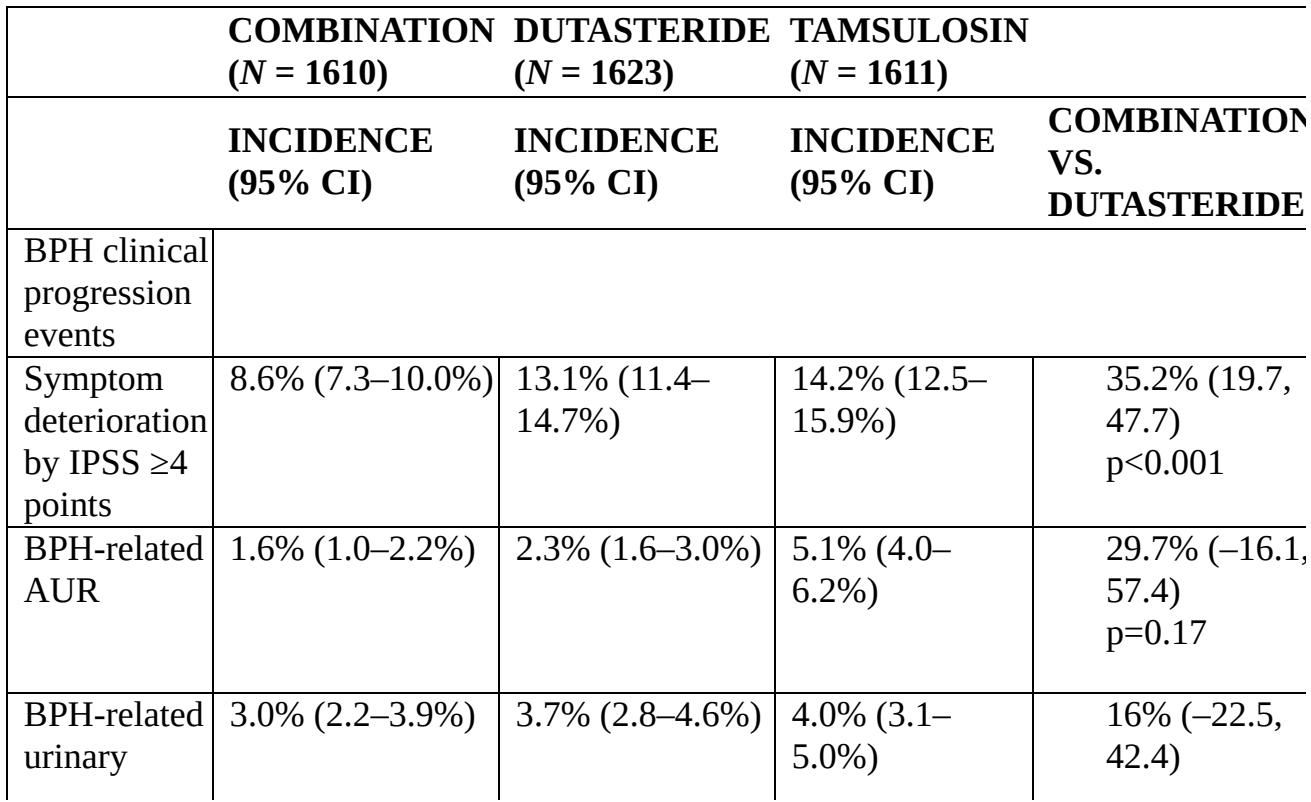 COMBINATION DUTASTERIDE TAMSULOSIN
(N = 1610) (N = 1623) (N = 1611)
INCIDENCE
(95% CI)
INCIDENCE
(95% CI)
INCIDENCE
(95% CI)
COMBINATION
VS.
DUTASTERIDE
BPH clinical
progression
events
Symptom
deterioration
by IPSS ≥4
points
8.6% (7.3–10.0%)
13.1% (11.4–
14.7%)
14.2% (12.5–
15.9%)
35.2% (19.7,
47.7)
p<0.001
BPH-related
AUR
1.6% (1.0–2.2%)
2.3% (1.6–3.0%)
5.1% (4.0–
6.2%)
29.7% (–16.1,
57.4)
p=0.17
BPH-related
urinary
3.0% (2.2–3.9%)
3.7% (2.8–4.6%)
4.0% (3.1–
5.0%)
16% (–22.5,
42.4)